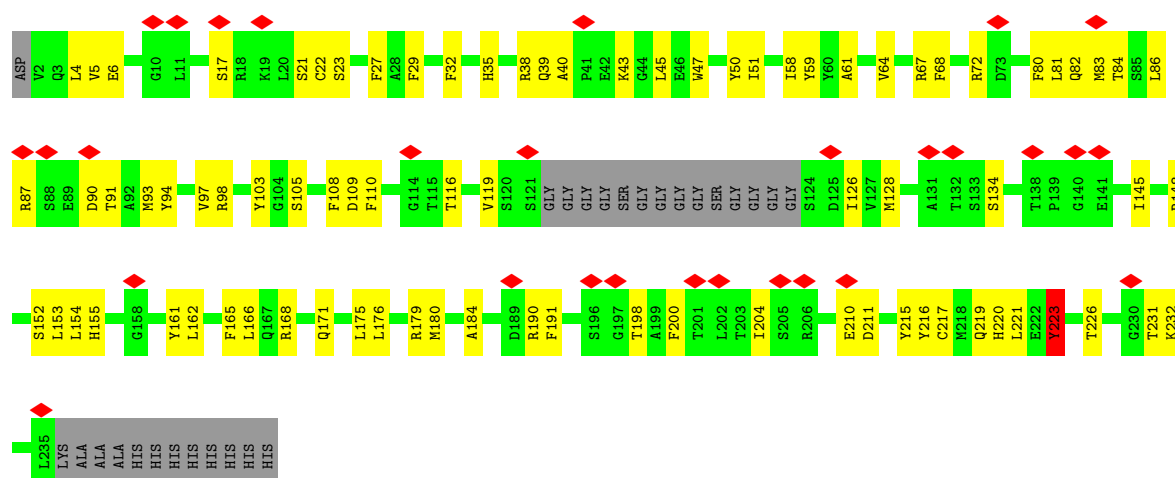 ASP V2 Q3 L4 V5 E6 G10 L11 S17 R18 K19 L20 S21 C22 S23 F27 A28 F29 F32 H35 R38 Q39 A40 P41 E42 K43 G44 L45 E46 W47 Y50 I51 I58 Y59 Y60 A61 V64 R67 F68 R72 D73 F80 L81 Q82 M83 T84 S85 L86
R87 S88 E89 D90 T91 A92 M93 Y94 V97 R98 Y103 G104 S105 F108 D109 F110 G114 T115 T116 V119 S120 S121 GLY GLY GLY GLY SER GLY GLY GLY GLY SER GLY GLY GLY GLY S124 D125 I126 V127 M128 A131 T132 S133 S134 T138 P139 G140 E141 I145
S152 L153 L154 H155 G158 Y161 L162 F165 L166 Q167 R168 Q171 L175 L176 R179 M180 A184 D189 R190 F191 S196 G197 T198 A199 F200 T201 L202 T203 I204 S205 R206 E210 D211 Y215 Y216 C217 M218 Q219 H220 L221 E222 Y223 T226 G230 T231 K232
L235 LYS ALA ALA ALA HIS HIS HIS HIS HIS HIS HIS HIS